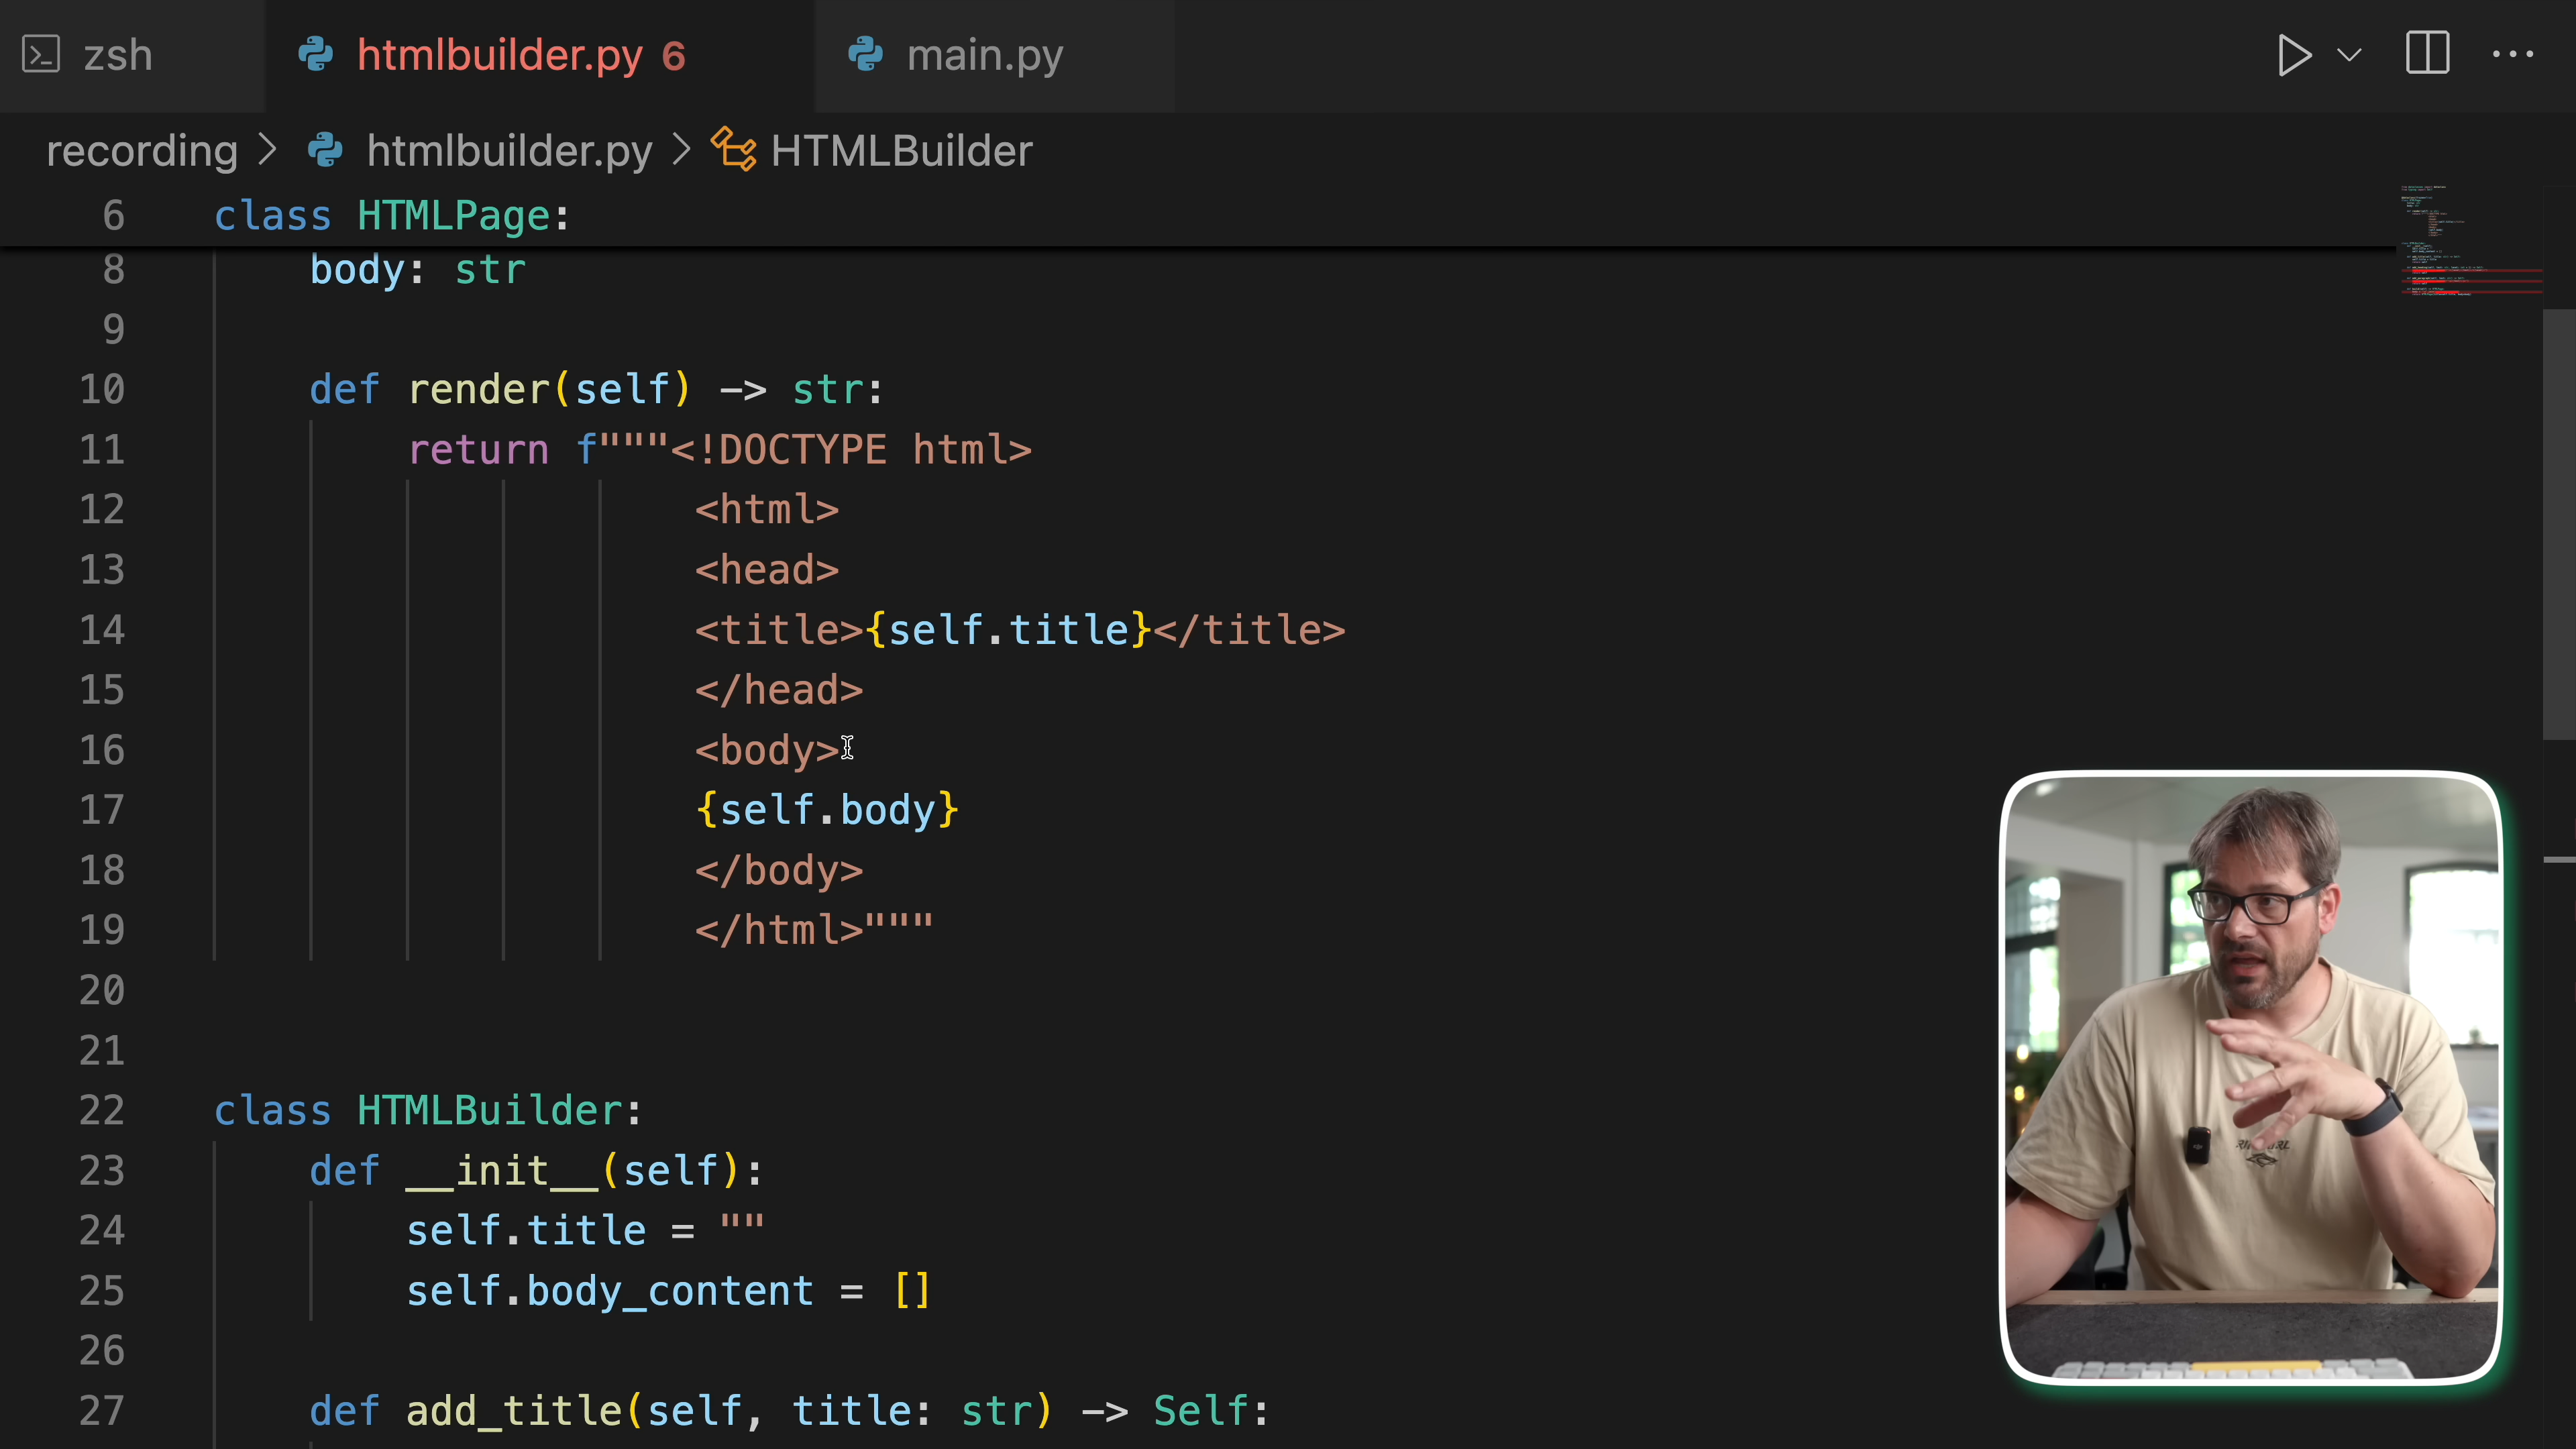 zsh
htmlbuilder.py 6
main.py
recording > htmlbuilder.py > HTMLBuilder
6 class HTMLPage:
8 body: str
9
10 def render(self) -> str:
11 return f"""<!DOCTYPE html>
12 <html>
13 <head>
14 <title>{self.title}</title>
15 </head>
16 <body>
17 {self.body}
18 </body>
19 </html>"""
20
21
22 class HTMLBuilder:
23 def __init__(self):
24 self.title = ""
25 self.body_content = []
26
27 def add_title(self, title: str) -> Self: